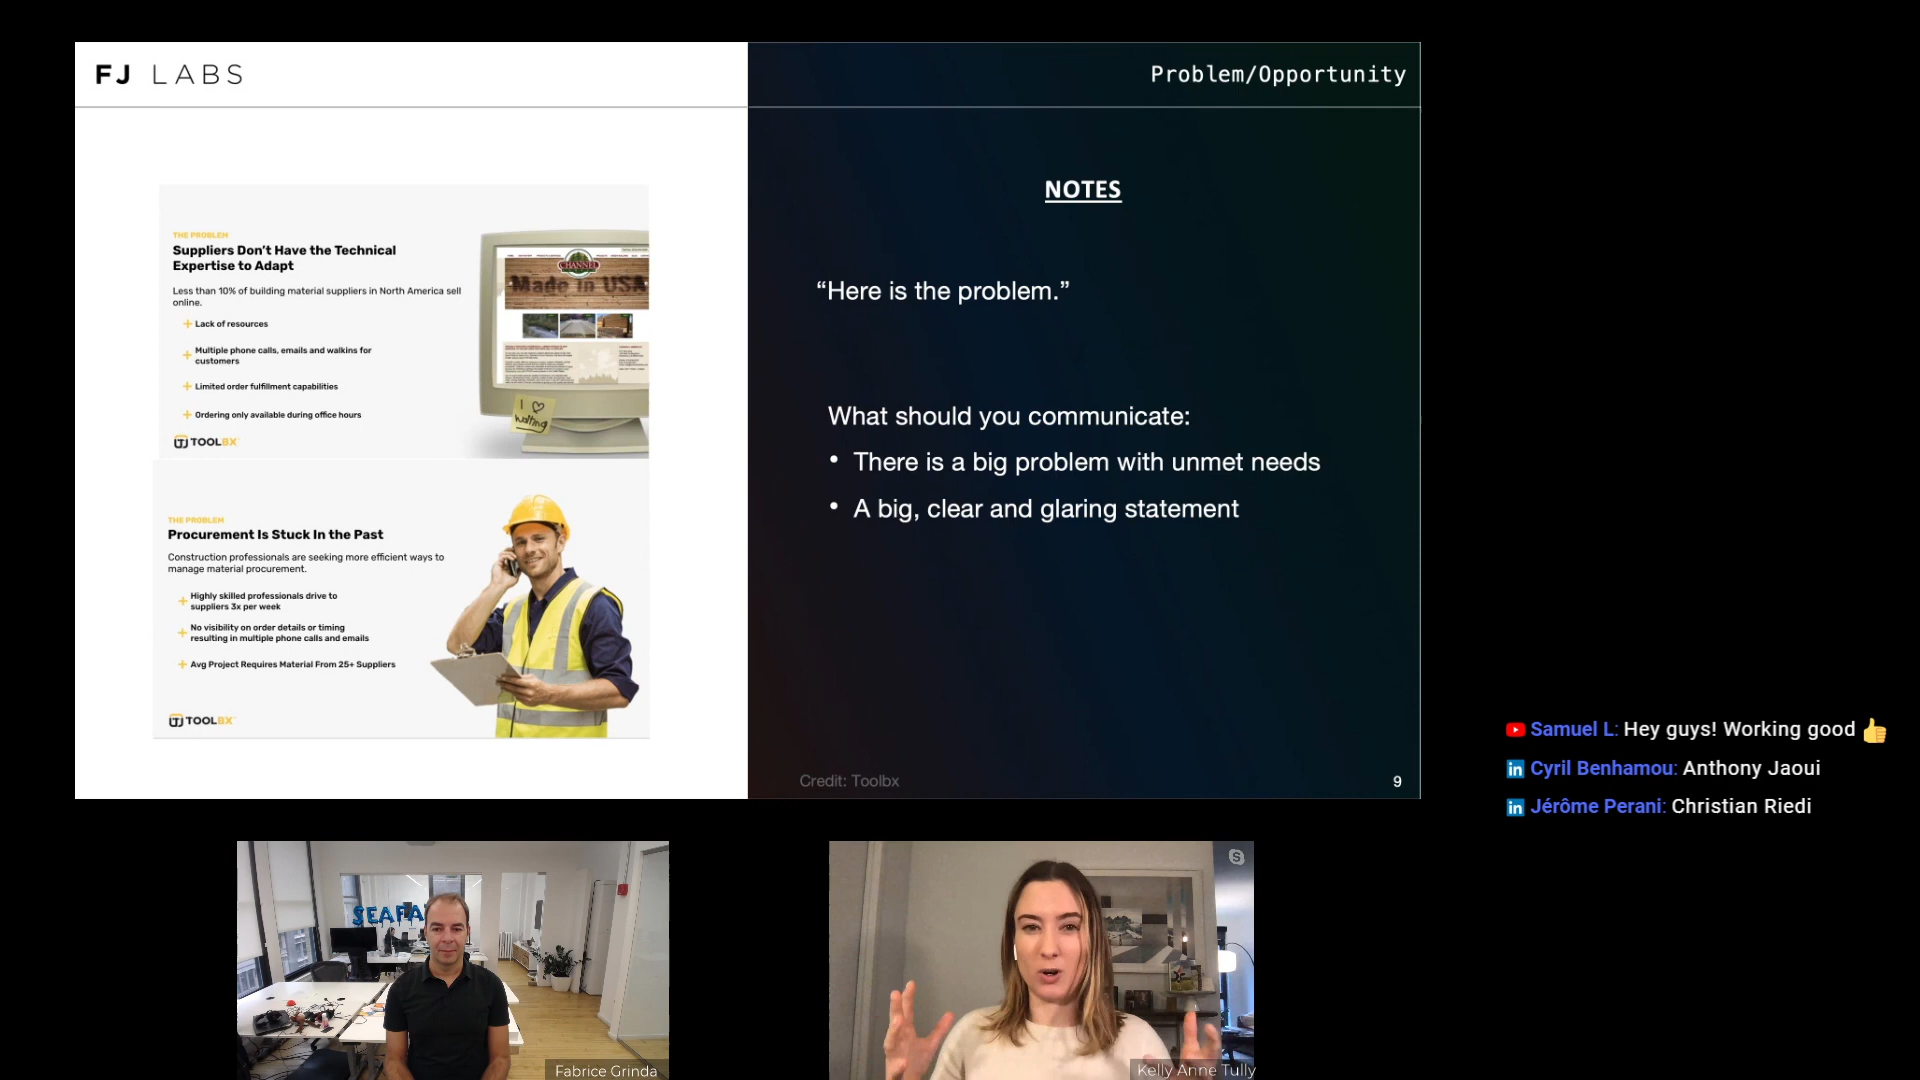 FJ LABS
Problem/Opportunity
THE PROBLEM
Suppliers Don’t Have the Technical
Expertise to Adapt
Less than 10% of building material suppliers in North America sell
online.
Lack of resources
Multiple phone calls, emails and walkins for
customers
Limited order fulfillment capabilities
Ordering only available during office hours
TOOLBX
CHANNEL
Made in USA
I ♡
waiting
THE PROBLEM
Procurement Is Stuck In the Past
Construction professionals are seeking more efficient ways to
manage material procurement.
Highly skilled professionals drive to
suppliers 3x per week
No visibility on order details or timing
resulting in multiple phone calls and emails
Avg Project Requires Material From 25+ Suppliers
TOOLBX
NOTES
“Here is the problem.”
What should you communicate:
• There is a big problem with unmet needs
• A big, clear and glaring statement
Credit: Toolbx
9
Samuel L: Hey guys! Working good 👍
in Cyril Benhamou: Anthony Jaoui
in Jérôme Perani: Christian Riedi
SEAFA
Fabrice Grinda
Kelly Anne Tully